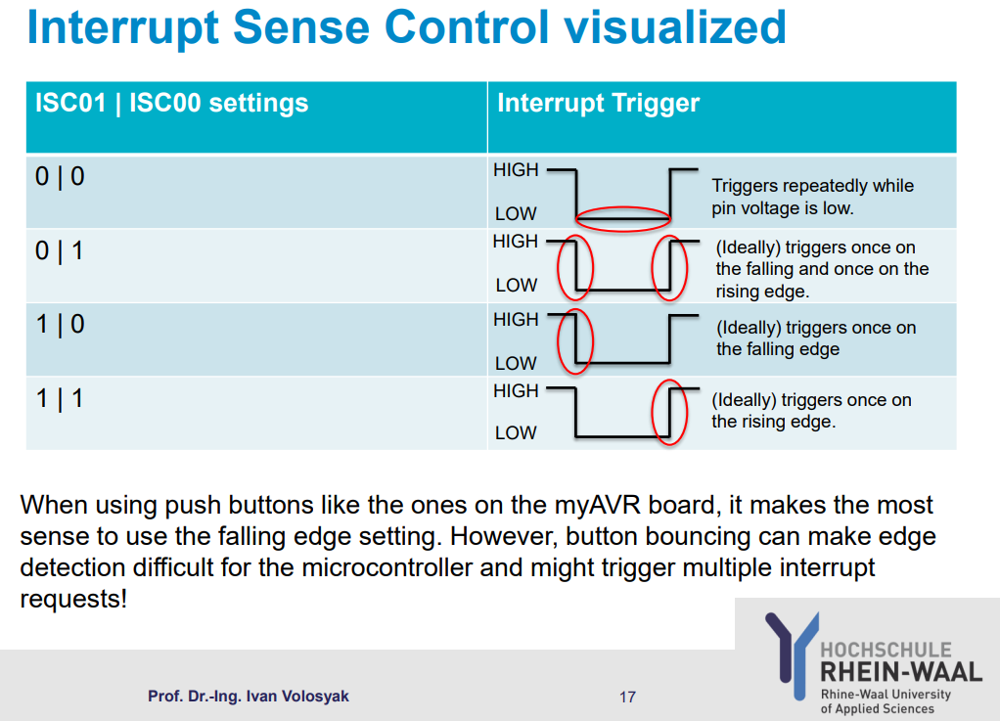 Interrupt Sense Control visualized
ISC01 | ISC00 settings
Interrupt Trigger
0 | 0
HIGH
LOW
Triggers repeatedly while
pin voltage is low.
0 | 1
HIGH
LOW
(Ideally) triggers once on
the falling and once on the
rising edge.
1 | 0
HIGH
LOW
(Ideally) triggers once on
the falling edge
1 | 1
HIGH
LOW
(Ideally) triggers once on
the rising edge.
When using push buttons like the ones on the myAVR board, it makes the most
sense to use the falling edge setting. However, button bouncing can make edge
detection difficult for the microcontroller and might trigger multiple interrupt
requests!
HOCHSCHULE
RHEIN-WAAL
Rhine-Waal University
of Applied Sciences
Prof. Dr.-Ing. Ivan Volosyak
17